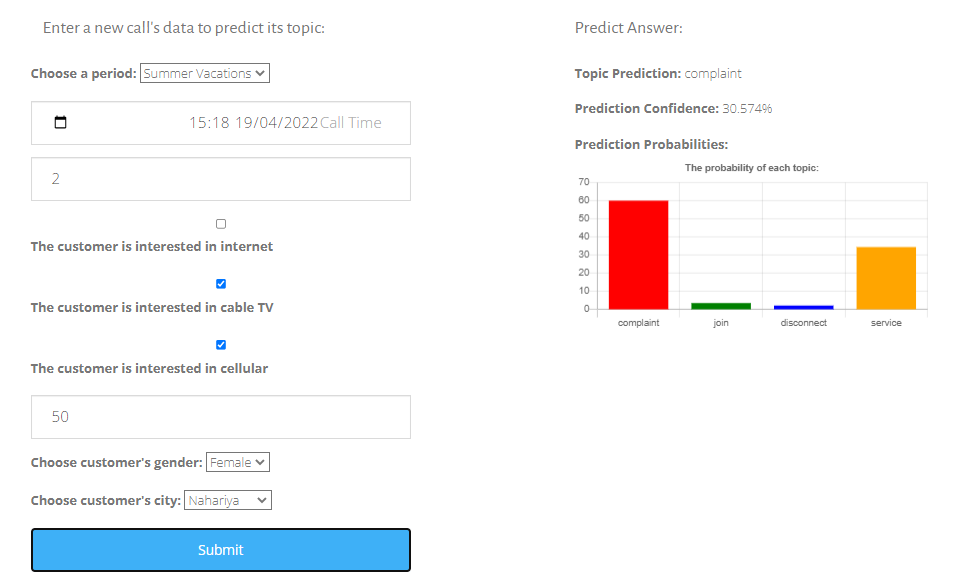 Enter a new call's data to predict its topic:
Choose a period: Summer Vacations
15:18 19/04/2022 Call Time
2
The customer is interested in internet
The customer is interested in cable TV
The customer is interested in cellular
50
Choose customer's gender: Female
Choose customer's city: Nahariya
Submit
Predict Answer:
Topic Prediction: complaint
Prediction Confidence: 30.574%
Prediction Probabilities:
The probability of each topic:
70
60
50
40
30
20
10
0
complaint join disconnect service